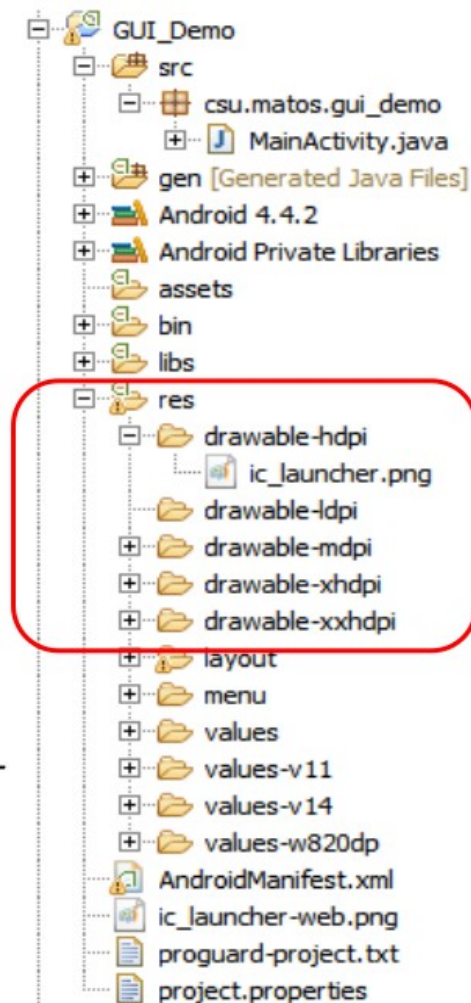 GUI_Demo
src
csu.matos.gui_demo
MainActivity.java
gen [Generated Java Files]
Android 4.4.2
Android Private Libraries
assets
bin
libs
res
drawable-hdpi
ic_launcher.png
drawable-ldpi
drawable-mdpi
drawable-xhdpi
drawable-xxhdpi
layout
menu
values
values-v11
values-v14
values-w820dp
AndroidManifest.xml
ic_launcher-web.png
proguard-project.txt
project.properties